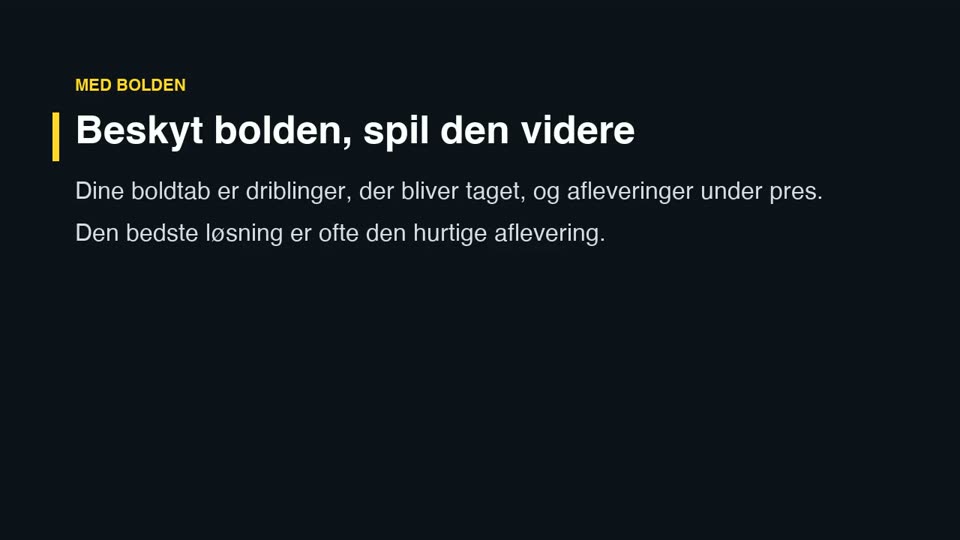 MED BOLDEN
Beskyt bolden, spil den videre
Dine boldtab er driblinger, der bliver taget, og afleveringer under pres.
Den bedste løsning er ofte den hurtige aflevering.